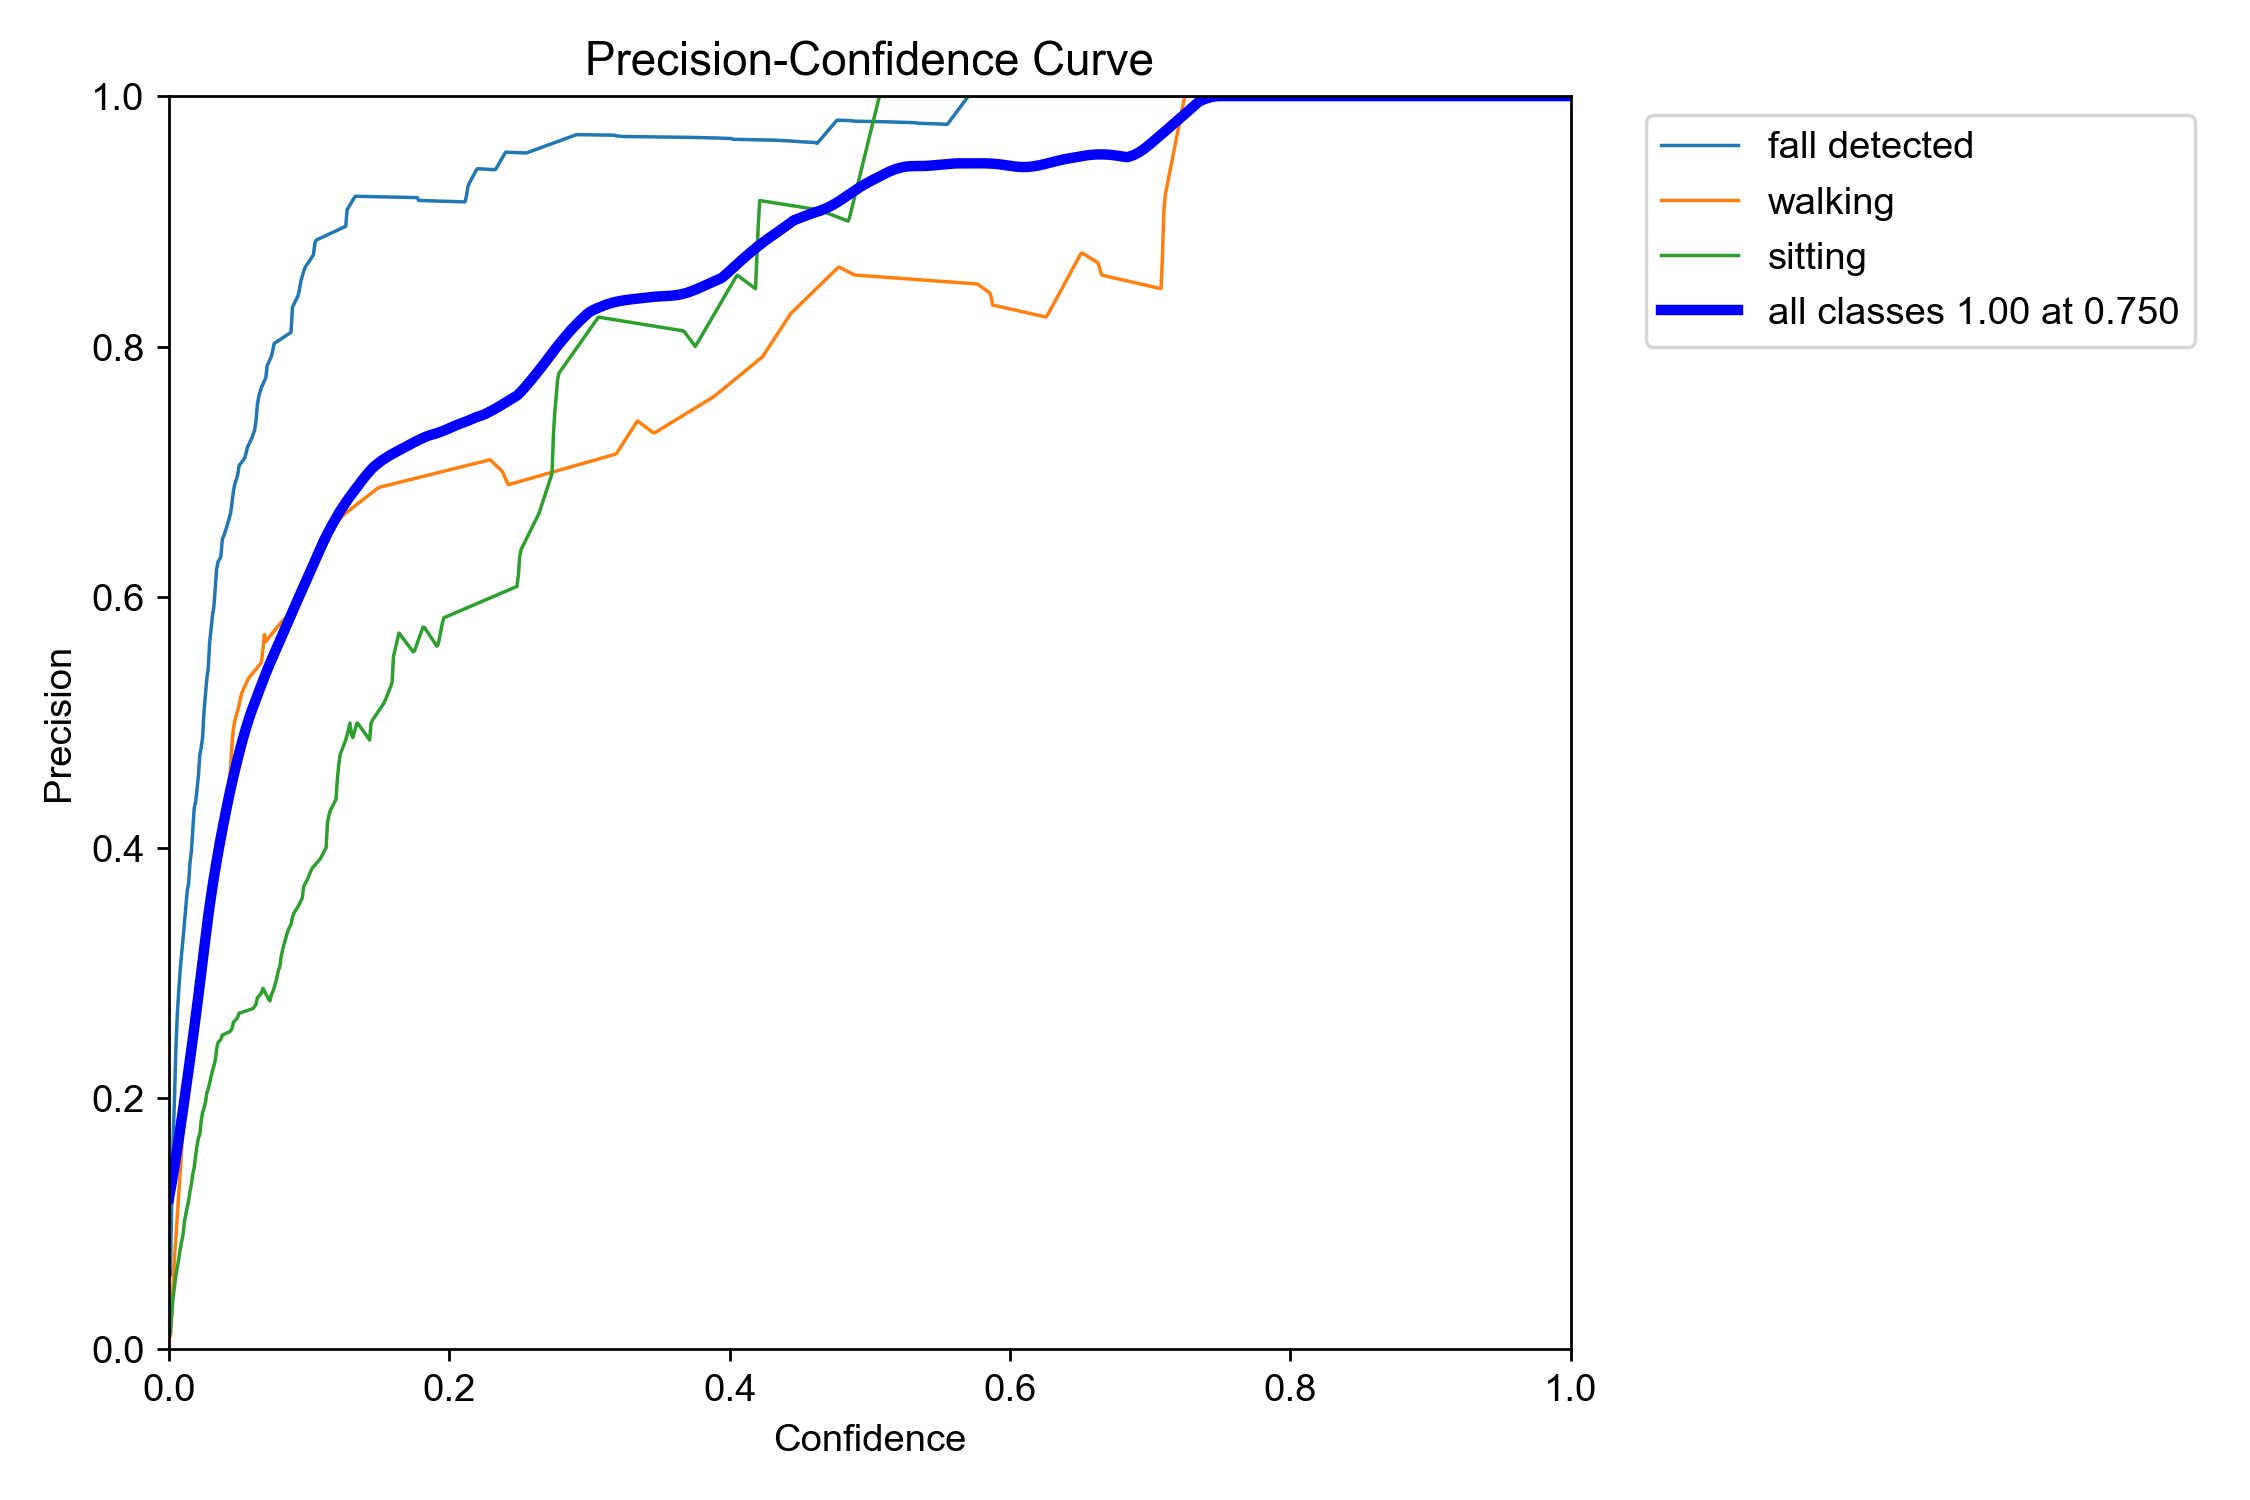 Precision-Confidence Curve
1.0
0.8
0.6
0.4
0.2
0.0
Precision
0.0 0.2 0.4 0.6 0.8 1.0
Confidence
fall detected
walking
sitting
all classes 1.00 at 0.750